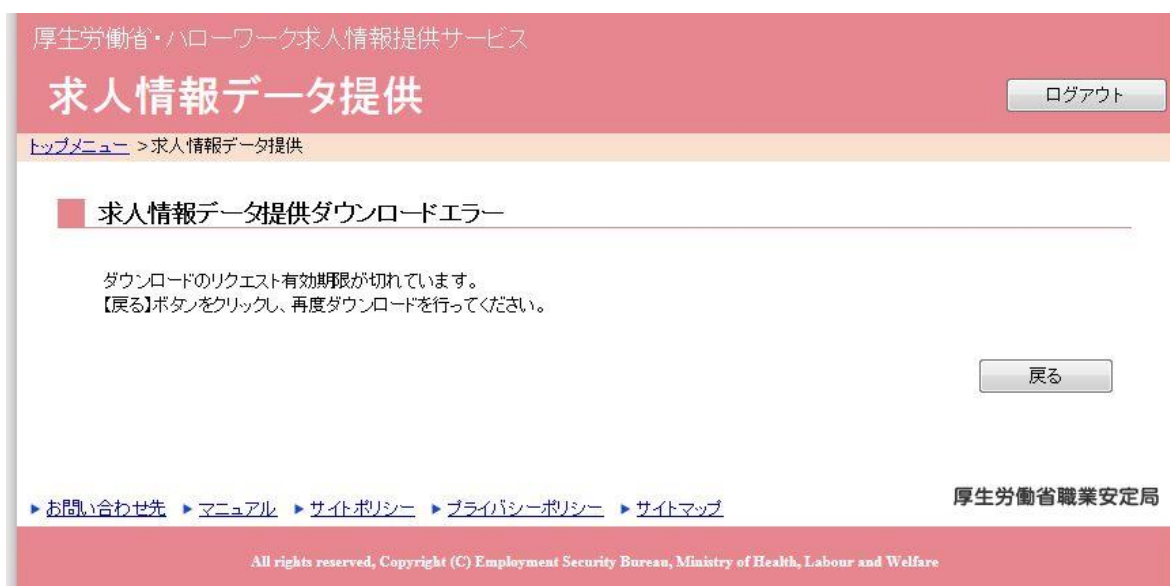 厚生労働省・ハローワーク求人情報提供サービス
求人情報データ提供
ログアウト
トップメニュー >求人情報データ提供
求人情報データ提供ダウンロードエラー
ダウンロードのリクエスト有効期限が切れています。
【戻る】ボタンをクリックし、再度ダウンロードを行ってください。
戻る
お問い合わせ先 マニュアル サイトポリシー プライバシーポリシー サイトマップ
厚生労働省職業安定局
All rights reserved, Copyright (C) Employment Security Bureau, Ministry of Health, Labour and Welfare